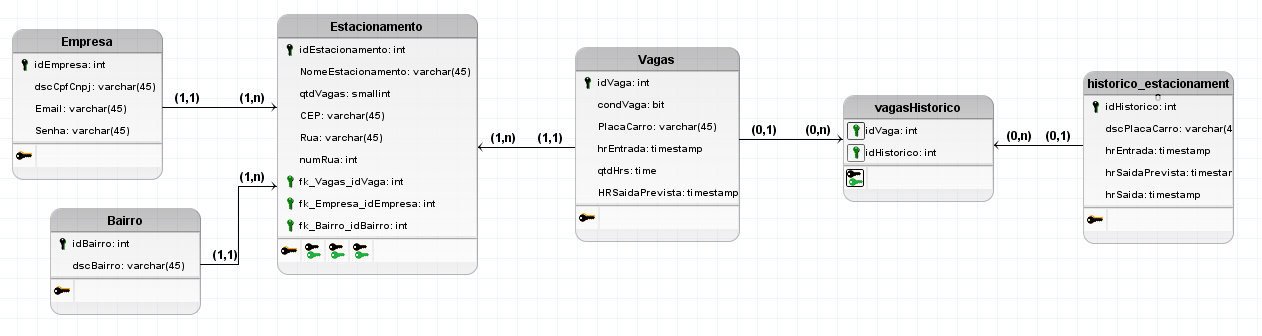 Empresa
idEmpresa: int
dscCpfCnpj: varchar(45)
Email: varchar(45)
Senha: varchar(45)
(1,1)
(1,n)
Bairro
idBairro: int
dscBairro: varchar(45)
(1,1)
(1,n)
Estacionamento
idEstacionamento: int
NomeEstacionamento: varchar(45)
qtdVagas: smallint
CEP: varchar(45)
Rua: varchar(45)
numRua: int
fk_Vagas_idVaga: int
fk_Empresa_idEmpresa: int
fk_Bairro_idBairro: int
(1,n)
(1,1)
Vagas
idVaga: int
condVaga: bit
PlacaCarro: varchar(45)
hrEntrada: timestamp
qtdHrs: time
HRSaidaPrevista: timestamp
(0,1)
(0,n)
vagasHistorico
idVaga: int
idHistorico: int
(0,n)
(0,1)
historico_estacionament
o
idHistorico: int
dscPlacaCarro: varchar(4
hrEntrada: timestamp
hrSaidaPrevista: timestar
hrSaida: timestamp